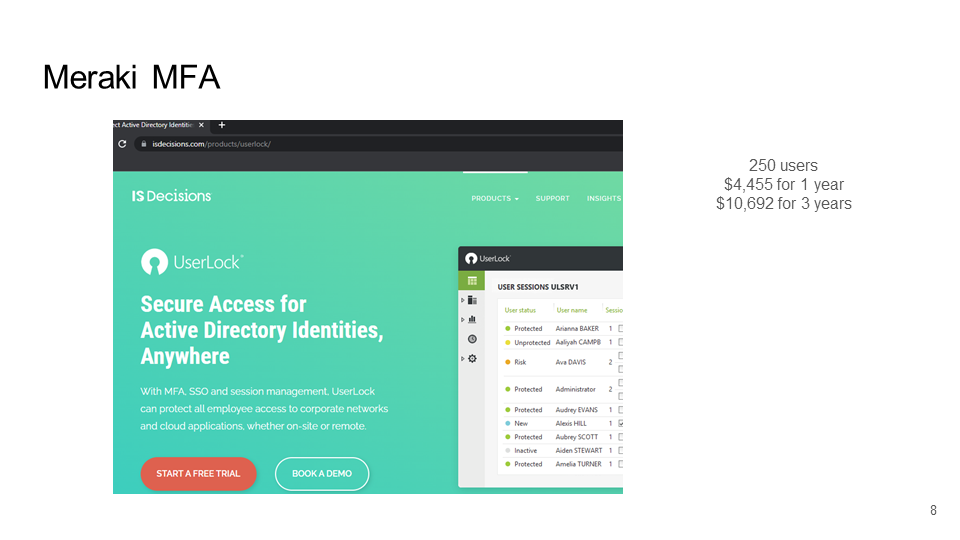 Meraki MFA
ect Active Directory Identitie:
isdecisions.com/products/userlock/
IS Decisions
PRODUCTS
SUPPORT
INSIGHTS
UserLock
Secure Access for
Active Directory Identities,
Anywhere
With MFA, SSO and session management, UserLock
can protect all employee access to corporate networks
and cloud applications, whether on-site or remote.
START A FREE TRIAL
BOOK A DEMO
UserLock
USER SESSIONS ULSRV1
User status User name Sessio
Protected Arianna BAKER 1
Unprotected Aaliyah CAMPB 1
Risk Ava DAVIS 2
Protected Administrator 2
Protected Audrey EVANS 1
New Alexis HILL 1
Protected Aubrey SCOTT 1
Inactive Aiden STEWART 1
Protected Amelia TURNER 1
250 users
$4,455 for 1 year
$10,692 for 3 years
8